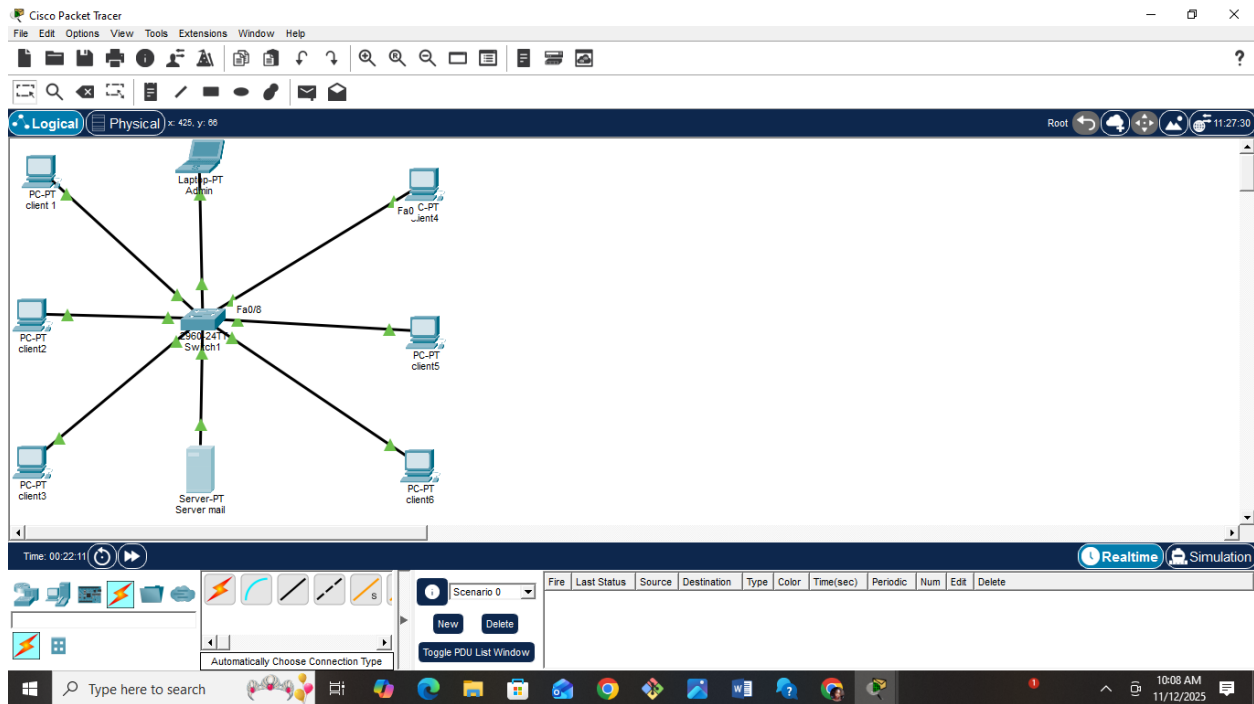 Cisco Packet Tracer
File Edit Options View Tools Extensions Window Help
Logical Physical x: 425, y: 66 Root 11:27:30
PC-PT
client 1
Laptop-PT
Admin
Fa0 C-PT
client4
Fa0/8
2960-24TT
Switch1
PC-PT
client2
PC-PT
client5
PC-PT
client3
Server-PT
Server mail
PC-PT
client6
Time: 00:22:11 Realtime Simulation
Scenario 0
Fire Last Status Source Destination Type Color Time(sec) Periodic Num Edit Delete
New Delete
Toggle PDU List Window
Automatically Choose Connection Type
Type here to search
10:08 AM
11/12/2025